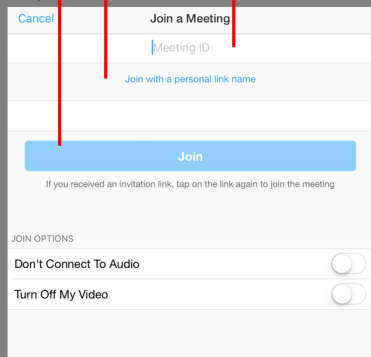 Cancel Join a Meeting
Meeting ID
Join with a personal link name
Join
If you received an invitation link, tap on the link again to join the meeting
JOIN OPTIONS
Don't Connect To Audio
Turn Off My Video